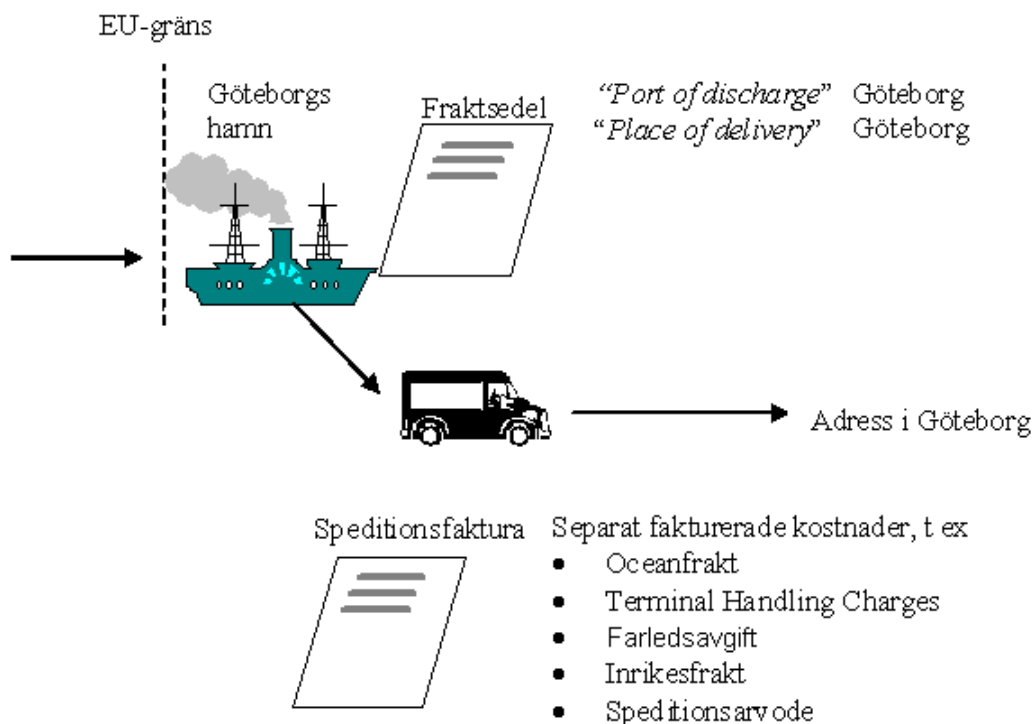 EU-gräns
Göteborgs
hamn
Fraktsedel
“Port of discharge” Göteborg
“Place of delivery” Göteborg
Adress i Göteborg
Speditionsfaktura
Separat fakturerade kostnader, t ex
• Oceanfrakt
• Terminal Handling Charges
• Farledsavgift
• Inrikesfrakt
• Speditionsarvode